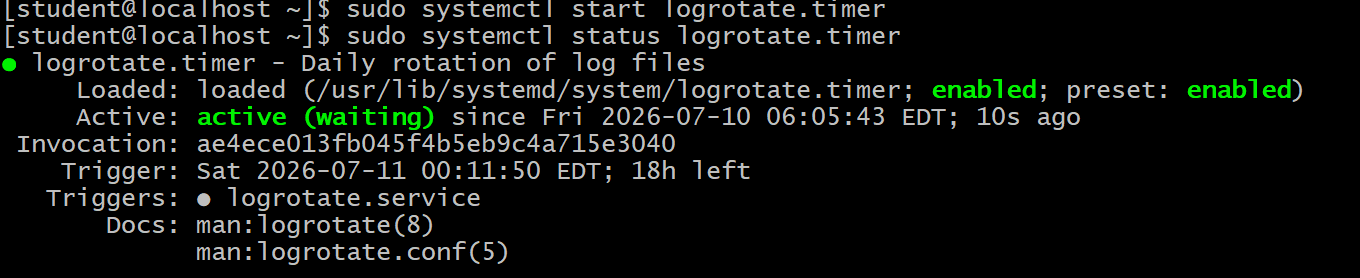 [student@localhost ~]$ sudo systemctl start logrotate.timer
[student@localhost ~]$ sudo systemctl status logrotate.timer
● logrotate.timer - Daily rotation of log files
     Loaded: loaded (/usr/lib/systemd/system/logrotate.timer; enabled; preset: enabled)
     Active: active (waiting) since Fri 2026-07-10 06:05:43 EDT; 10s ago
 Invocation: ae4ece013fb045f4b5eb9c4a715e3040
    Trigger: Sat 2026-07-11 00:11:50 EDT; 18h left
   Triggers: ● logrotate.service
       Docs: man:logrotate(8)
             man:logrotate.conf(5)